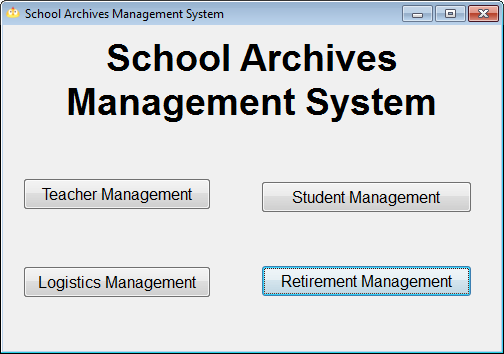 School Archives Management System
School Archives
Management System
Teacher Management
Student Management
Logistics Management
Retirement Management